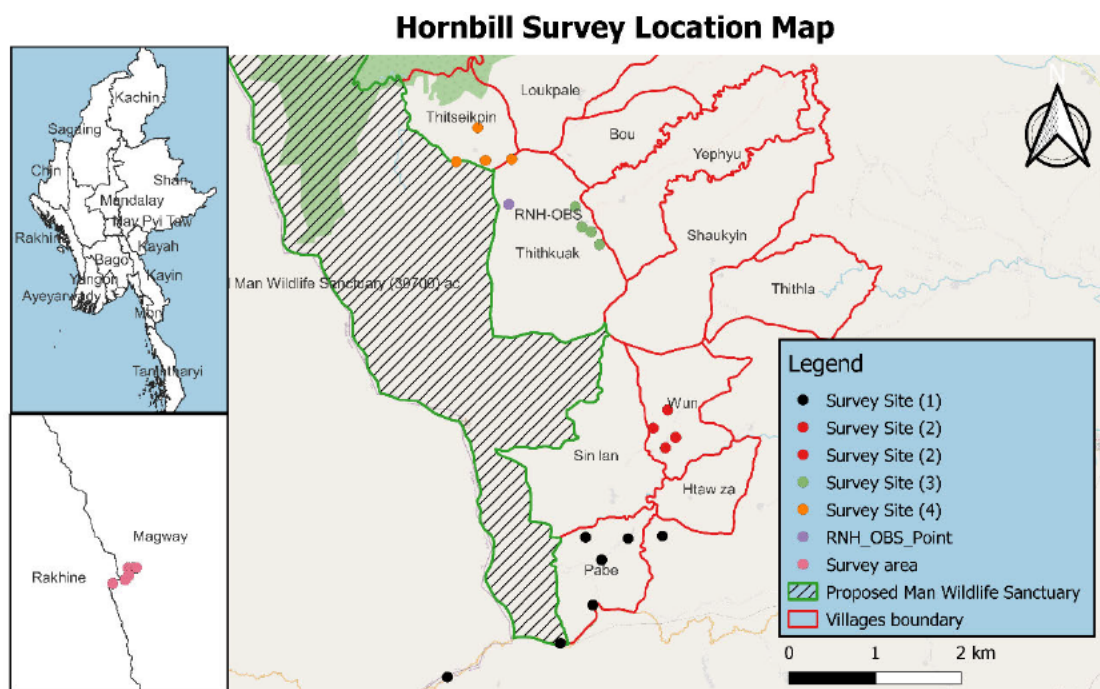 Hornbill Survey Location Map
Kachin
Sagaing
Chin
Shan
Mandalay
Nay Pyi Taw
Rakhine
Kayah
Bago
Kayin
Yangon
Ayeyarwady
Mon
Tanintharyi
Magway
Rakhine
N
Loukpale
Thitseikpin
Bou
Yephyu
RNH-OBS
Shaukyin
Thithkuak
Man Wildlife Sanctuary (39700) ac
Thithla
Wun
Sin lan
Htaw za
Pabe
Legend
Survey Site (1)
Survey Site (2)
Survey Site (2)
Survey Site (3)
Survey Site (4)
RNH_OBS_Point
Survey area
Proposed Man Wildlife Sanctuary
Villages boundary
0 1 2 km